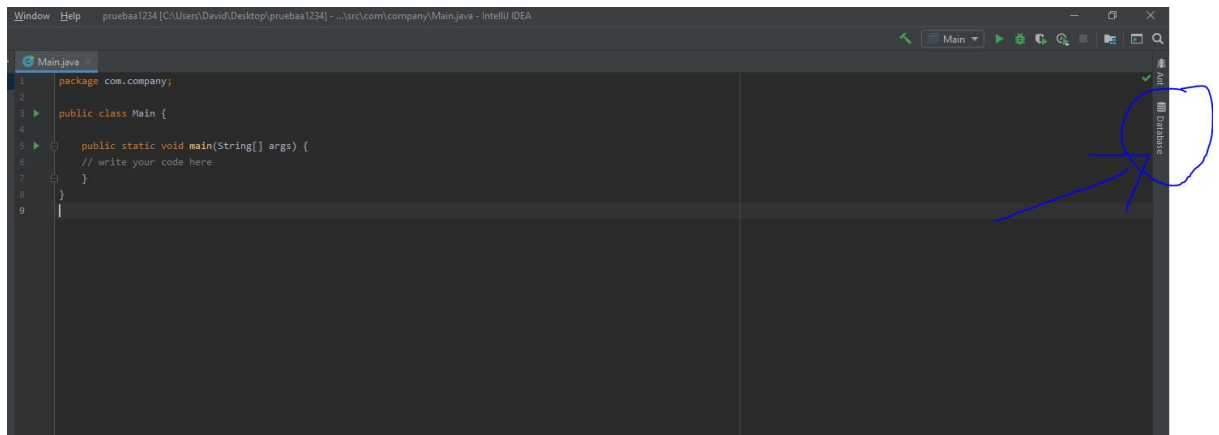 Window Help pruebaa1234 [C:\Users\David\Desktop\pruebaa1234] - ...\src\com\company\Main.java - IntelliJ IDEA
Main
Main.java
1 package com.company;
2
3 public class Main {
4
5 public static void main(String[] args) {
6 // write your code here
7 }
8 }
9
Ant
Database